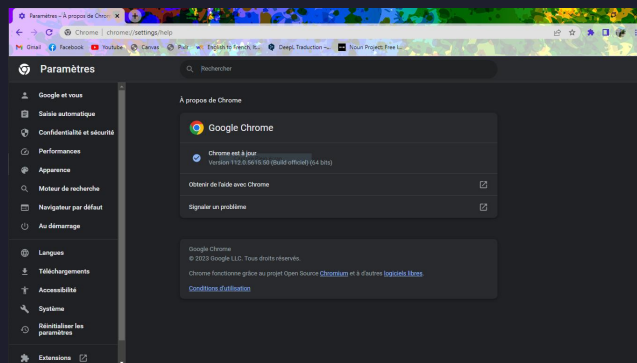 Paramètres – À propos de Chrom
Chrome | chrome://settings/help
Gmail Facebook Youtube Canvas Pixlr English to French, It... DeepL Traduction –... Noun Project: Free I...
Paramètres
Rechercher
Google et vous
Saisie automatique
Confidentialité et sécurité
Performances
Apparence
Moteur de recherche
Navigateur par défaut
Au démarrage
Langues
Téléchargements
Accessibilité
Système
Réinitialiser les
paramètres
Extensions
À propos de Chrome
Google Chrome
Chrome est à jour
Version 112.0.5615.50 (Build officiel) (64 bits)
Obtenir de l'aide avec Chrome
Signaler un problème
Google Chrome
© 2023 Google LLC. Tous droits réservés.
Chrome fonctionne grâce au projet Open Source Chromium et à d'autres logiciels libres.
Conditions d'utilisation